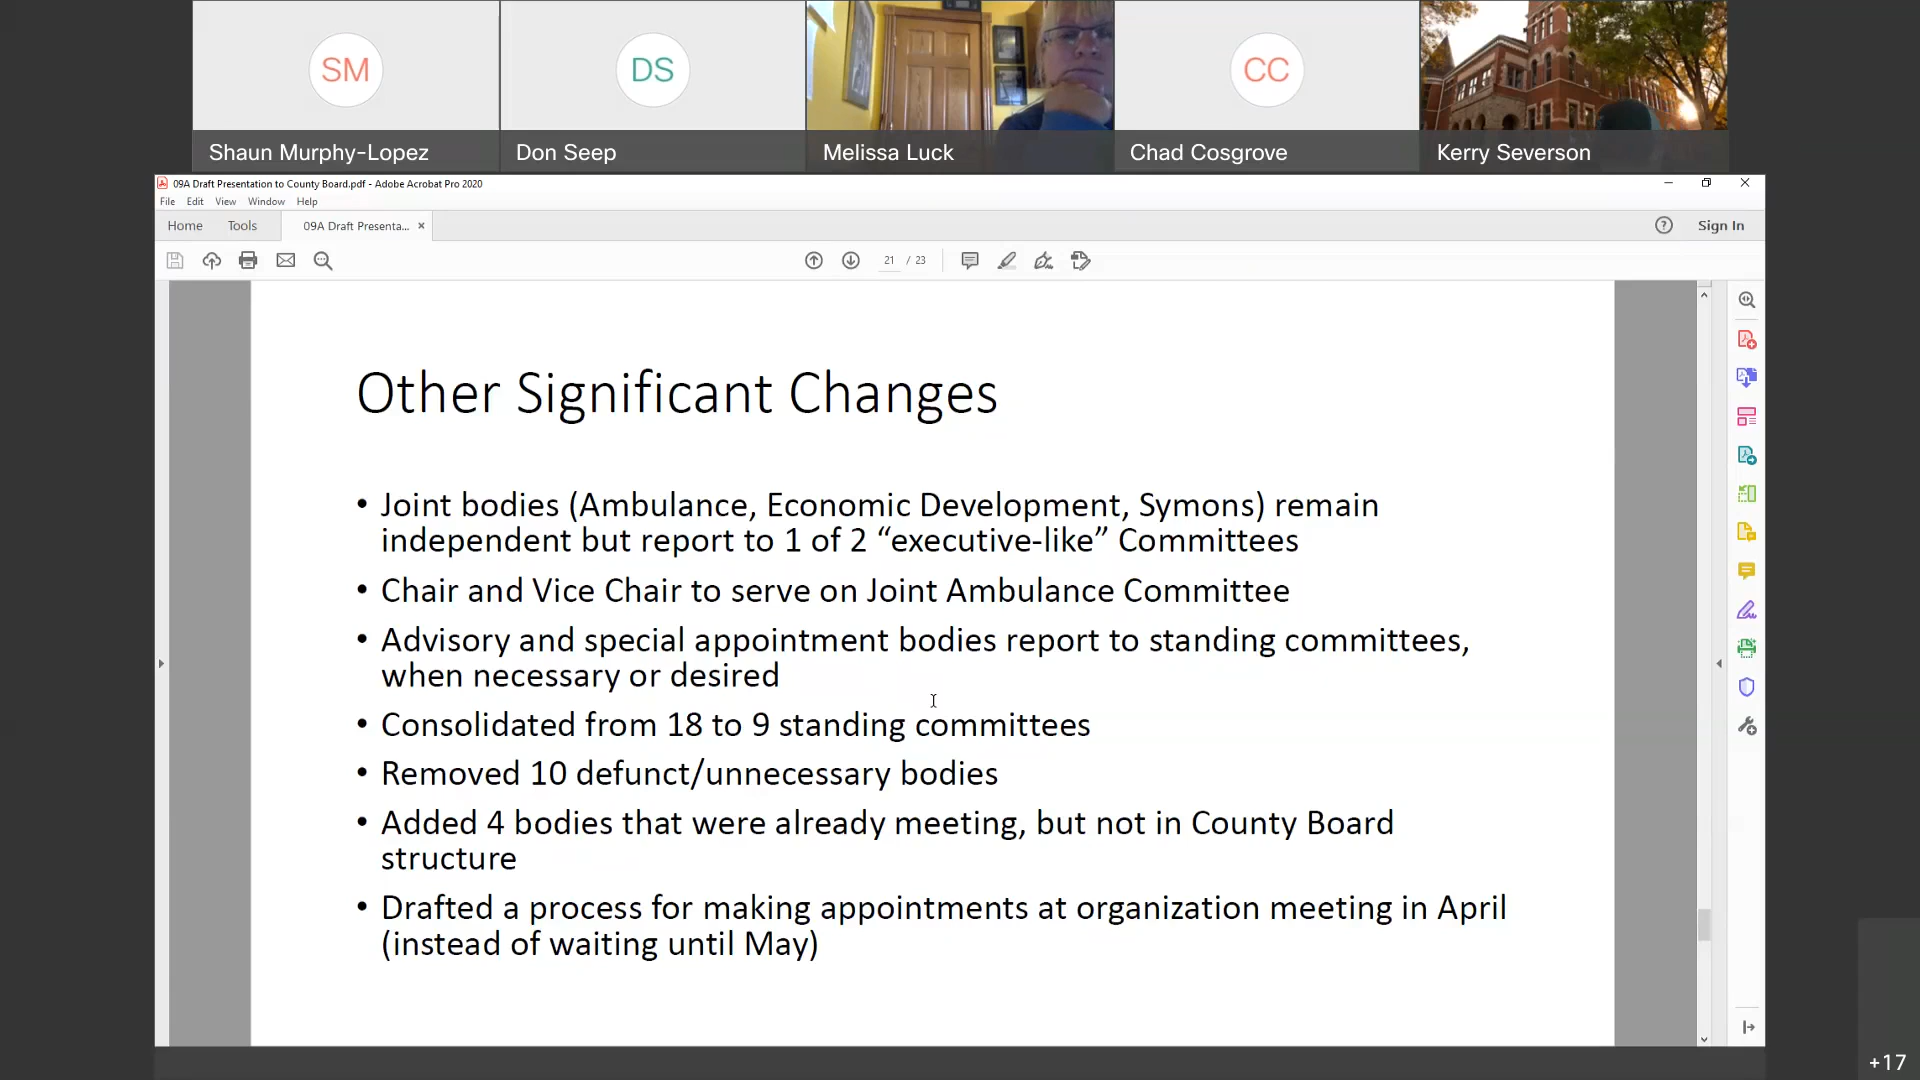 SM
DS
CC
Shaun Murphy-Lopez
Don Seep
Melissa Luck
Chad Cosgrove
Kerry Severson
09A Draft Presentation to County Board.pdf - Adobe Acrobat Pro 2020
File Edit View Window Help
Home Tools 09A Draft Presenta... × ? Sign In
21 / 23
Other Significant Changes
• Joint bodies (Ambulance, Economic Development, Symons) remain
independent but report to 1 of 2 “executive-like” Committees
• Chair and Vice Chair to serve on Joint Ambulance Committee
• Advisory and special appointment bodies report to standing committees,
when necessary or desired
• Consolidated from 18 to 9 standing committees
• Removed 10 defunct/unnecessary bodies
• Added 4 bodies that were already meeting, but not in County Board
structure
• Drafted a process for making appointments at organization meeting in April
(instead of waiting until May)
+17